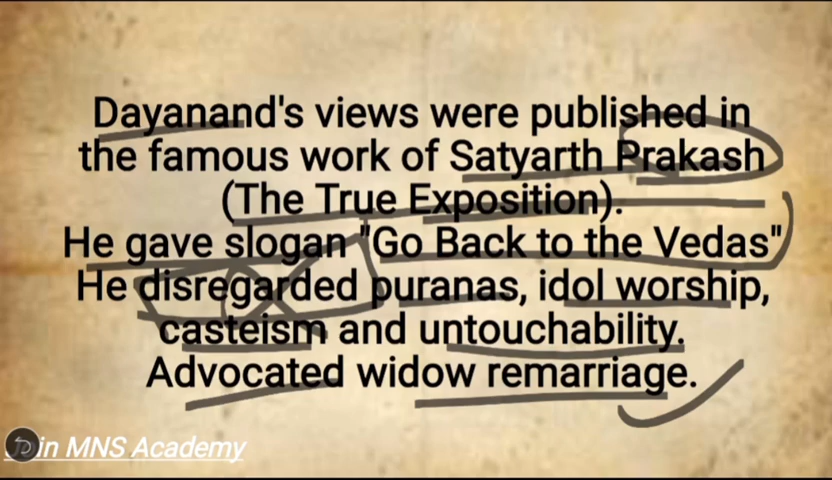 Dayanand's views were published in
the famous work of Satyarth Prakash
(The True Exposition).
He gave slogan "Go Back to the Vedas"
He disregarded puranas, idol worship,
casteism and untouchability.
Advocated widow remarriage.
in MNS Academy